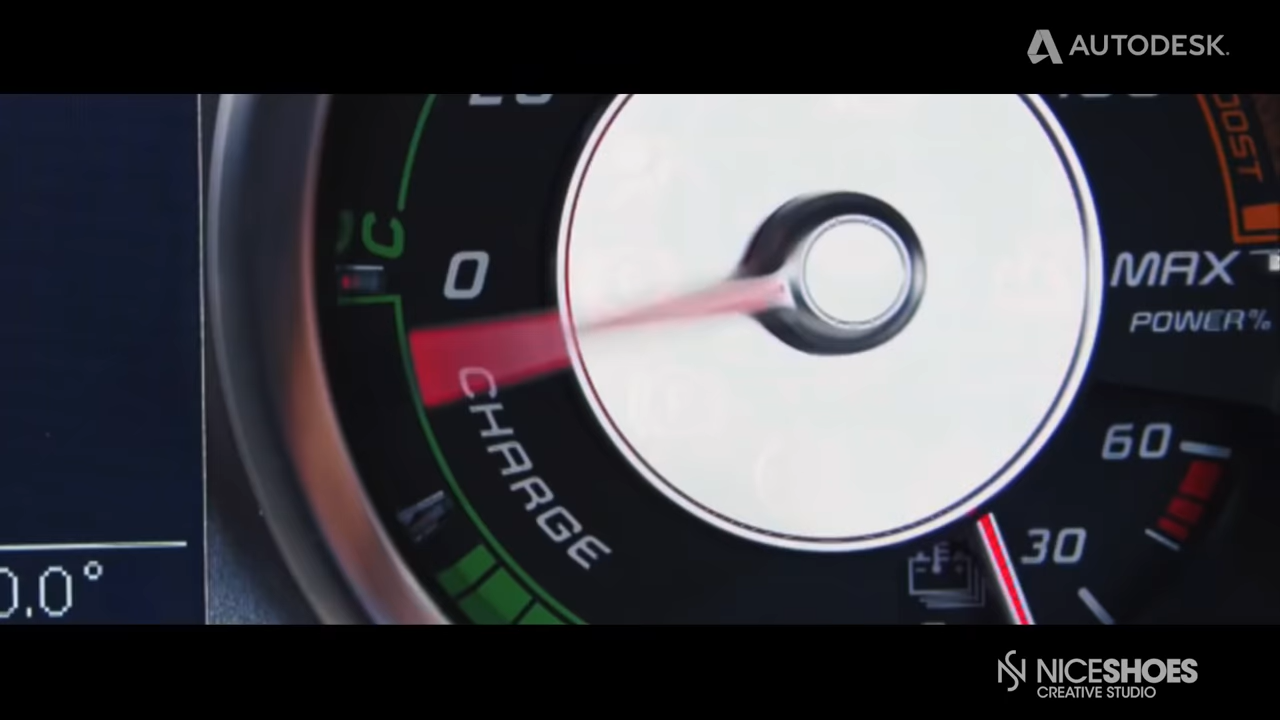 AUTODESK.
C
0
MAX
POWER%
CHARGE
60
30
0.0°
NICESHOES
CREATIVE STUDIO